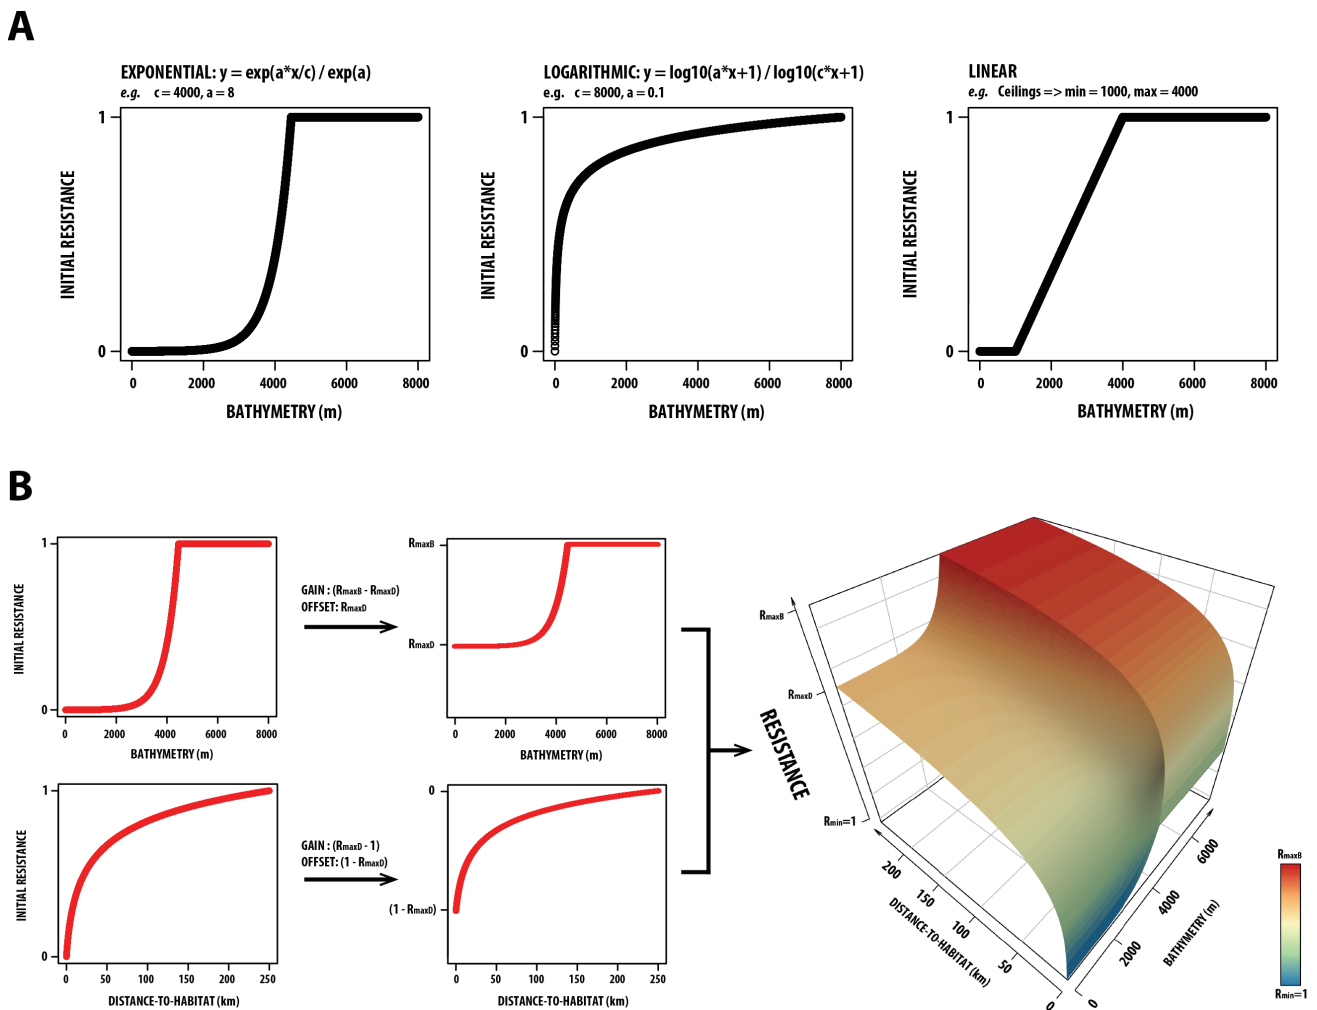 A
EXPONENTIAL: y = exp(a*x/c) / exp(a)
e.g. c = 4000, a = 8
1
0
INITIAL RESISTANCE
0 2000 4000 6000 8000
BATHYMETRY (m)
LOGARITHMIC: y = log10(a*x+1) / log10(c*x+1)
e.g. c = 8000, a = 0.1
1
0
INITIAL RESISTANCE
0 2000 4000 6000 8000
BATHYMETRY (m)
LINEAR
e.g. Ceilings => min = 1000, max = 4000
1
0
INITIAL RESISTANCE
0 2000 4000 6000 8000
BATHYMETRY (m)
B
1
0
INITIAL RESISTANCE
0 2000 4000 6000 8000
BATHYMETRY (m)
GAIN : (RmaxB - RmaxD)
OFFSET: RmaxD
RmaxB
RmaxD
0 2000 4000 6000 8000
BATHYMETRY (m)
1
0
INITIAL RESISTANCE
0 50 100 150 200 250
DISTANCE-TO-HABITAT (km)
GAIN : (RmaxD - 1)
OFFSET: (1 - RmaxD)
0
(1 - RmaxD)
0 50 100 150 200 250
DISTANCE-TO-HABITAT (km)
RmaxB
RmaxD
Rmin=1
RESISTANCE
200 150 100 50 0
DISTANCE-TO-HABITAT (km)
0 2000 4000 6000
BATHYMETRY (m)
RmaxB
Rmin=1